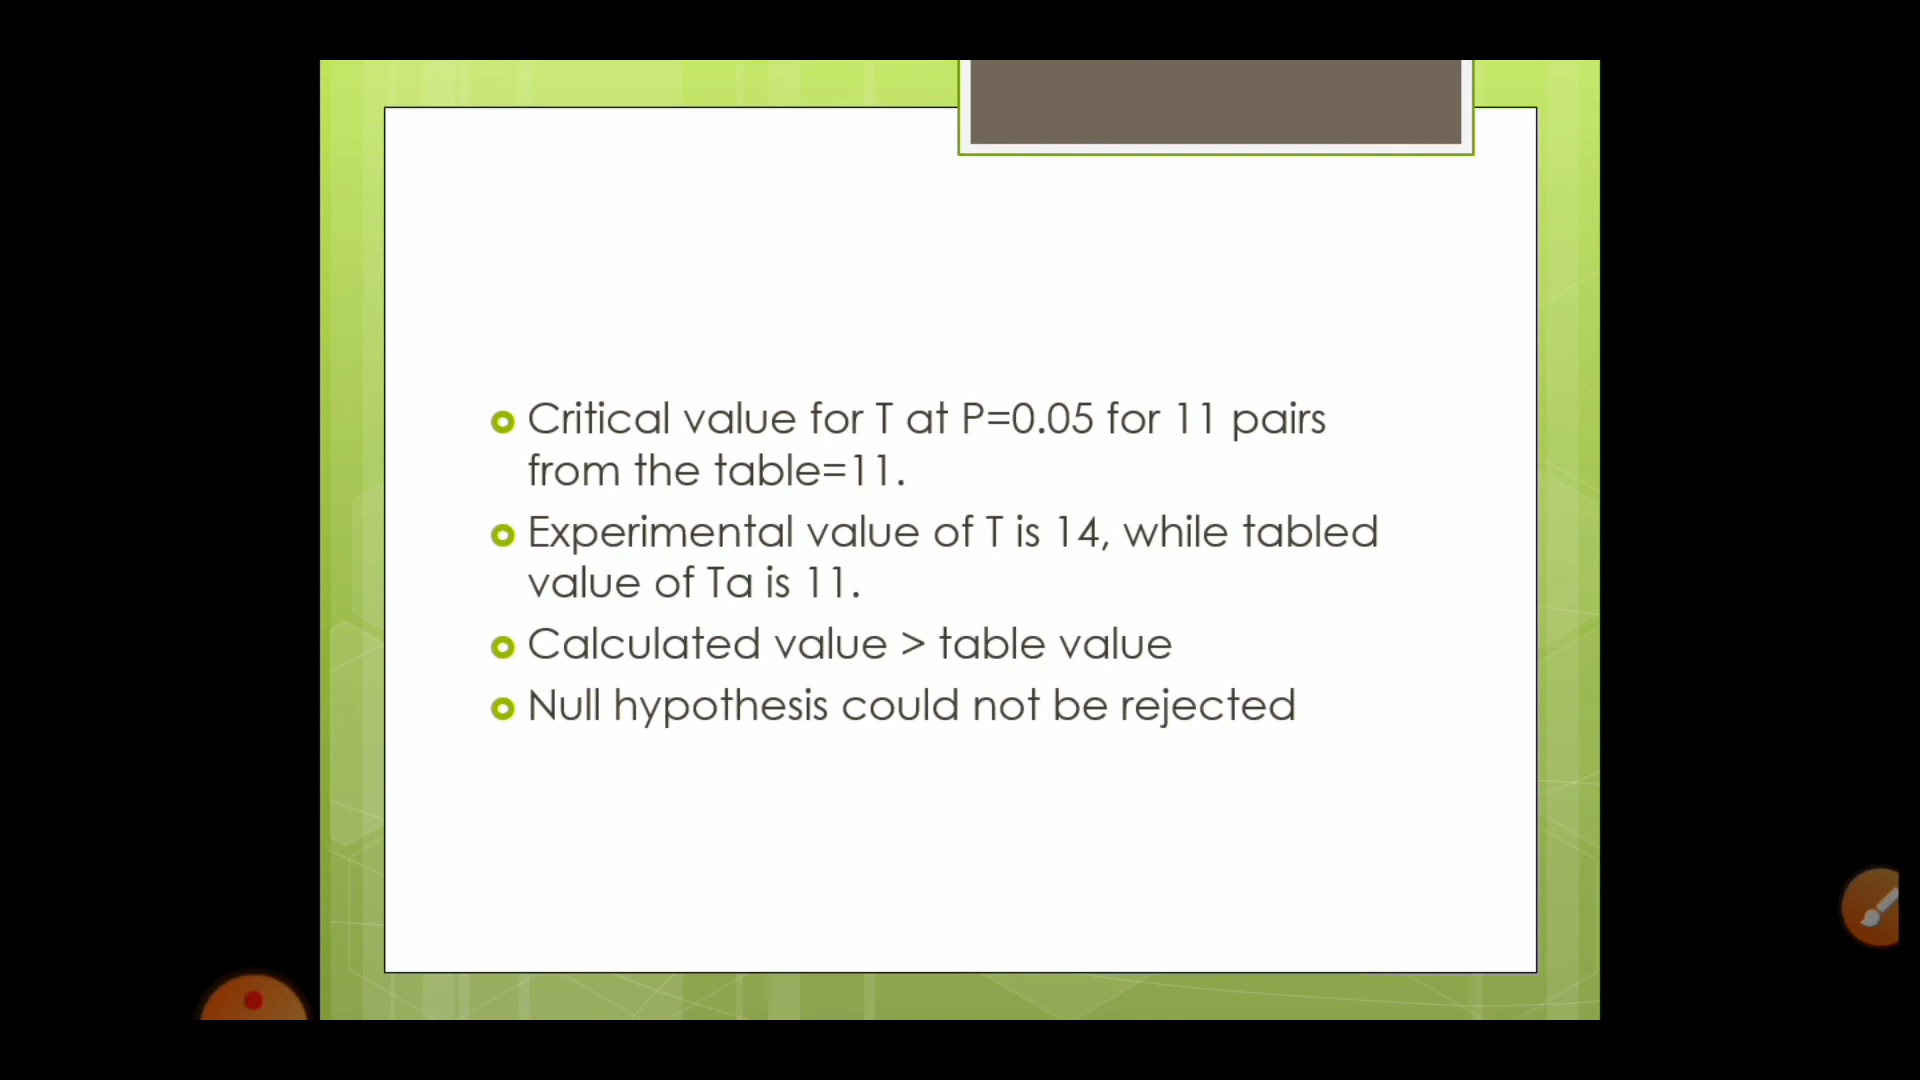 Critical value for T at P=0.05 for 11 pairs
from the table=11.
Experimental value of T is 14, while tabled
value of Ta is 11.
Calculated value > table value
Null hypothesis could not be rejected